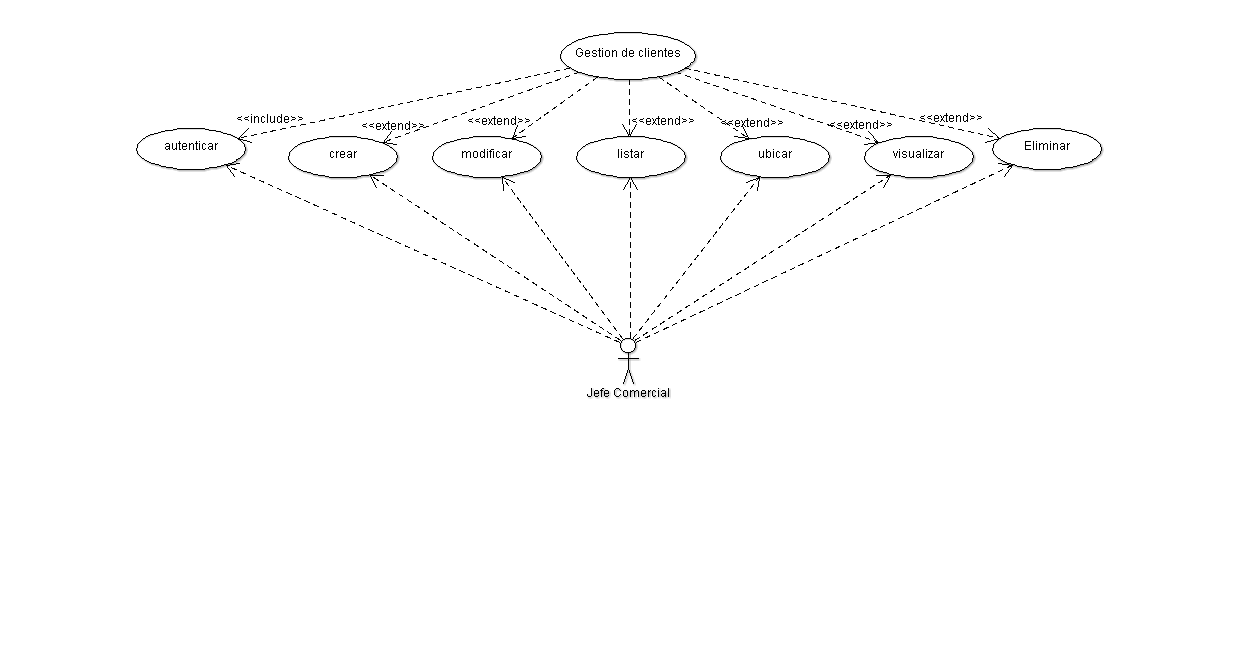 Gestion de clientes
<<include>>
<<extend>>
<<extend>>
<<extend>>
<<extend>>
<<extend>>
<<extend>>
autenticar
crear
modificar
listar
ubicar
visualizar
Eliminar
Jefe Comercial